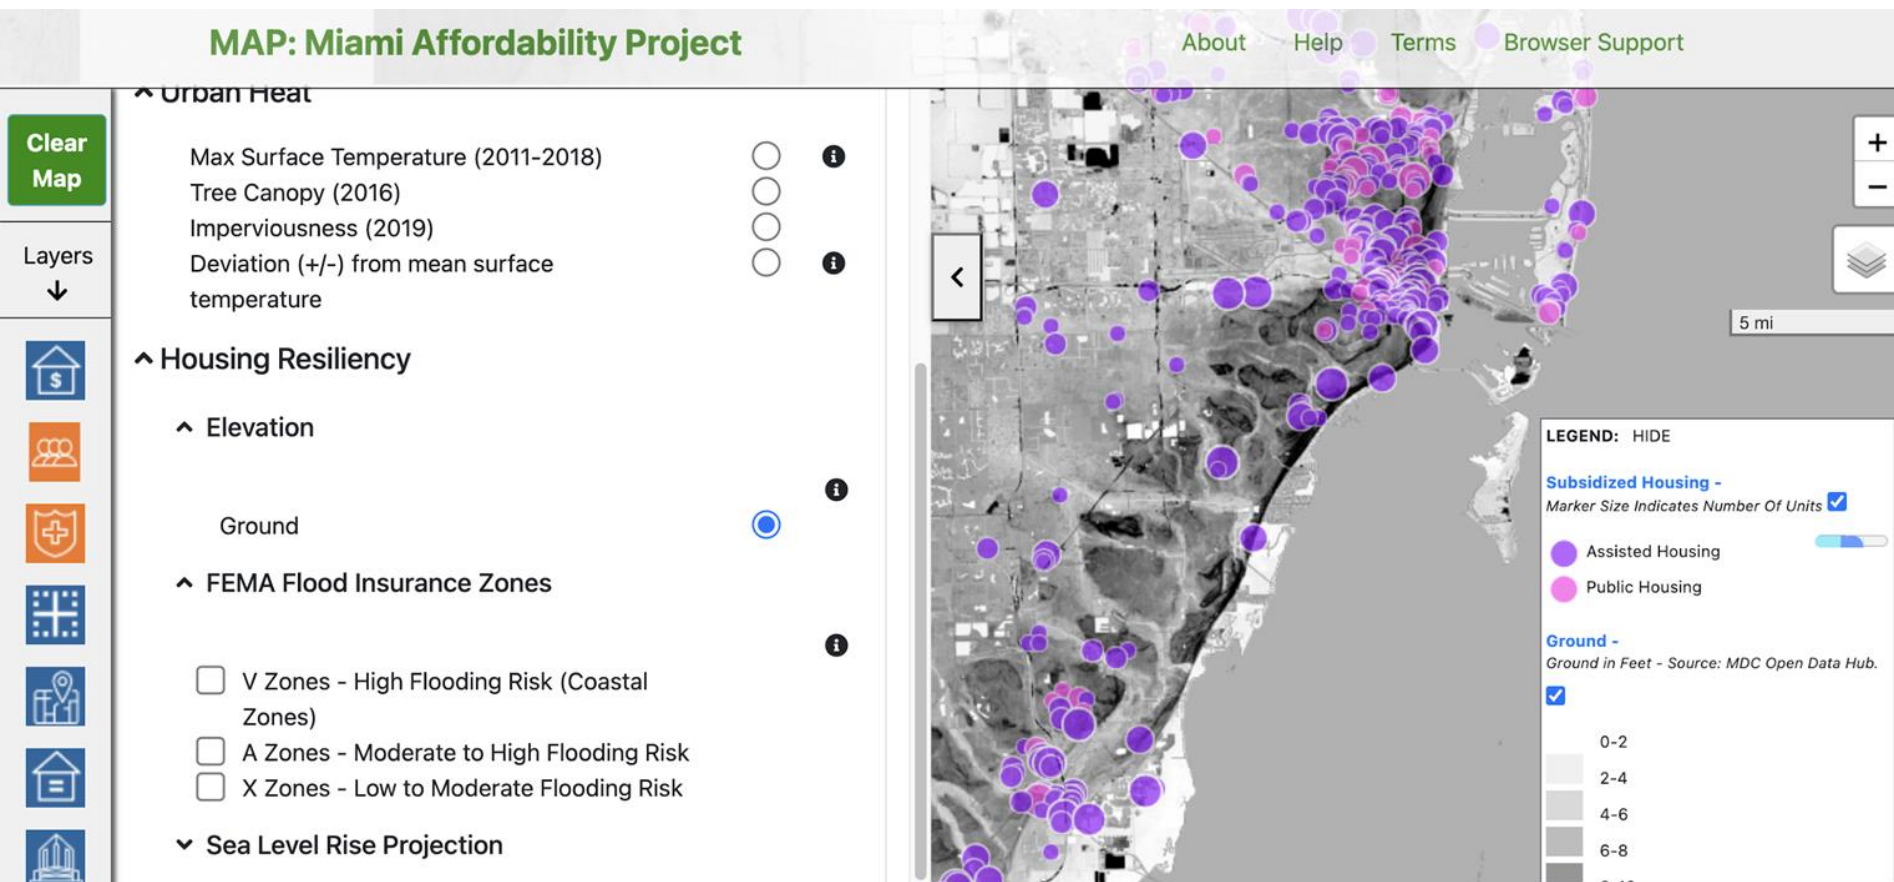 MAP: Miami Affordability Project
About Help Terms Browser Support
Clear
Map
Layers
Urban Heat
Max Surface Temperature (2011-2018)
Tree Canopy (2016)
Imperviousness (2019)
Deviation (+/-) from mean surface
temperature
Housing Resiliency
Elevation
Ground
FEMA Flood Insurance Zones
V Zones - High Flooding Risk (Coastal
Zones)
A Zones - Moderate to High Flooding Risk
X Zones - Low to Moderate Flooding Risk
Sea Level Rise Projection
+
−
5 mi
LEGEND: HIDE
Subsidized Housing -
Marker Size Indicates Number Of Units
Assisted Housing
Public Housing
Ground -
Ground in Feet - Source: MDC Open Data Hub.
0-2
2-4
4-6
6-8